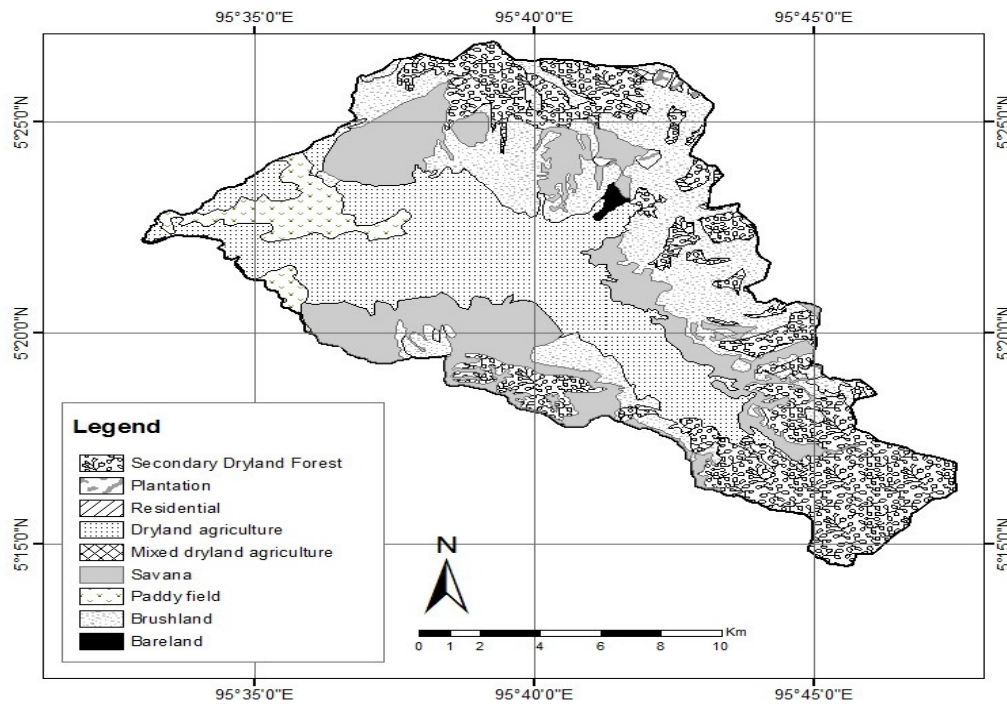 95°35'0"E 95°40'0"E 95°45'0"E
5°25'0"N 5°25'0"N
5°20'0"N 5°20'0"N
5°15'0"N 5°15'0"N
Legend
Secondary Dryland Forest
Plantation
Residential
Dryland agriculture
Mixed dryland agriculture
Savana
Paddy field
Brushland
Bareland
N
Km
0 1 2 4 6 8 10
95°35'0"E 95°40'0"E 95°45'0"E